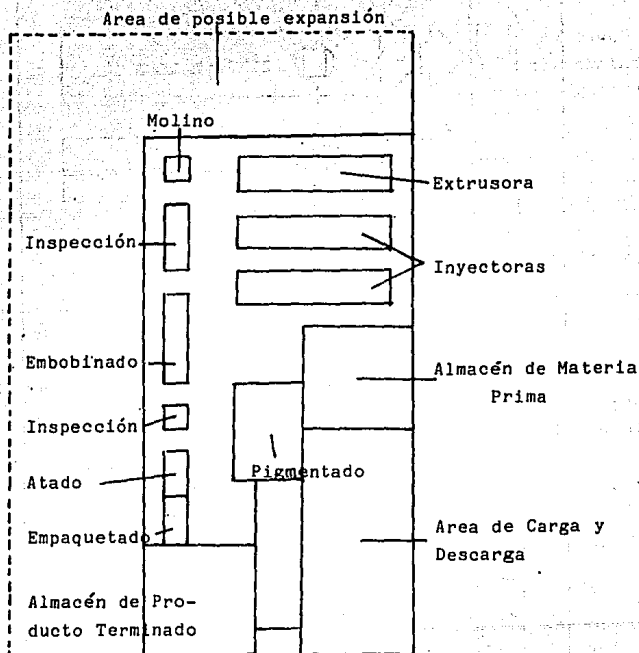 Area de posible expansión
Molino
Extrusora
Inspección
Inyectoras
Embobinado
Almacén de Materia
Prima
Inspección
Pigmentado
Atado
Empaquetado
Area de Carga y
Descarga
Almacén de Pro-
ducto Terminado